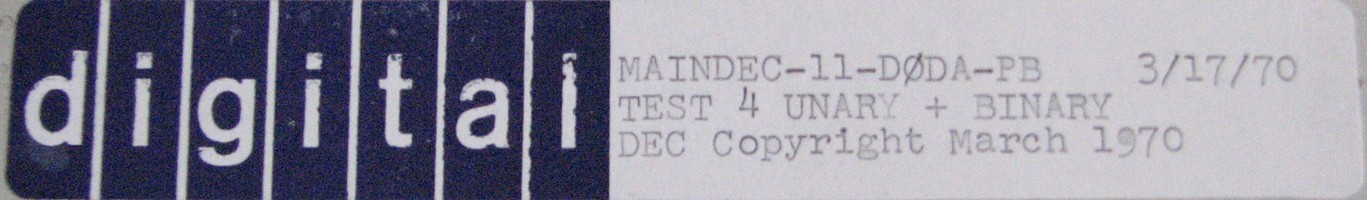 digital
MAINDEC-11-DØDA-PB 3/17/70
TEST 4 UNARY + BINARY
DEC Copyright March 1970